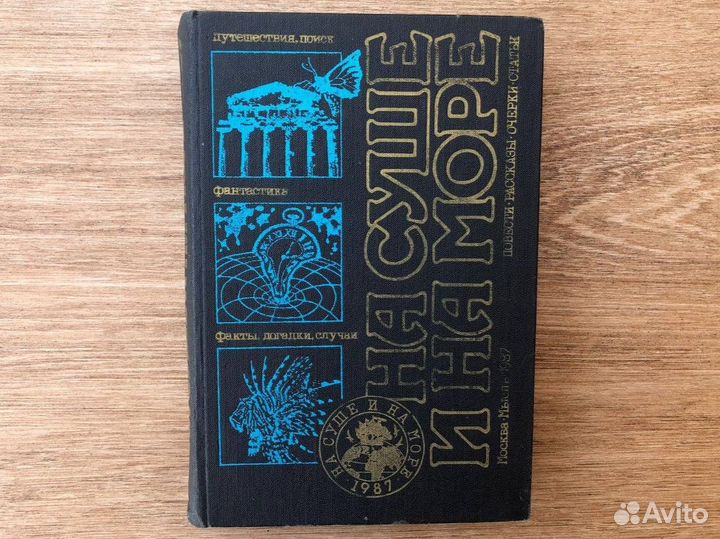 путешествия, поиск
фантастика
факты, догадки, случаи
НА СУШЕ
И НА МОРЕ
ПОВЕСТИ · РАССКАЗЫ · ОЧЕРКИ · СТАТЬИ
Москва · Мысль · 1987
НА СУШЕ И НА МОРЕ
· 1987 ·
Avito